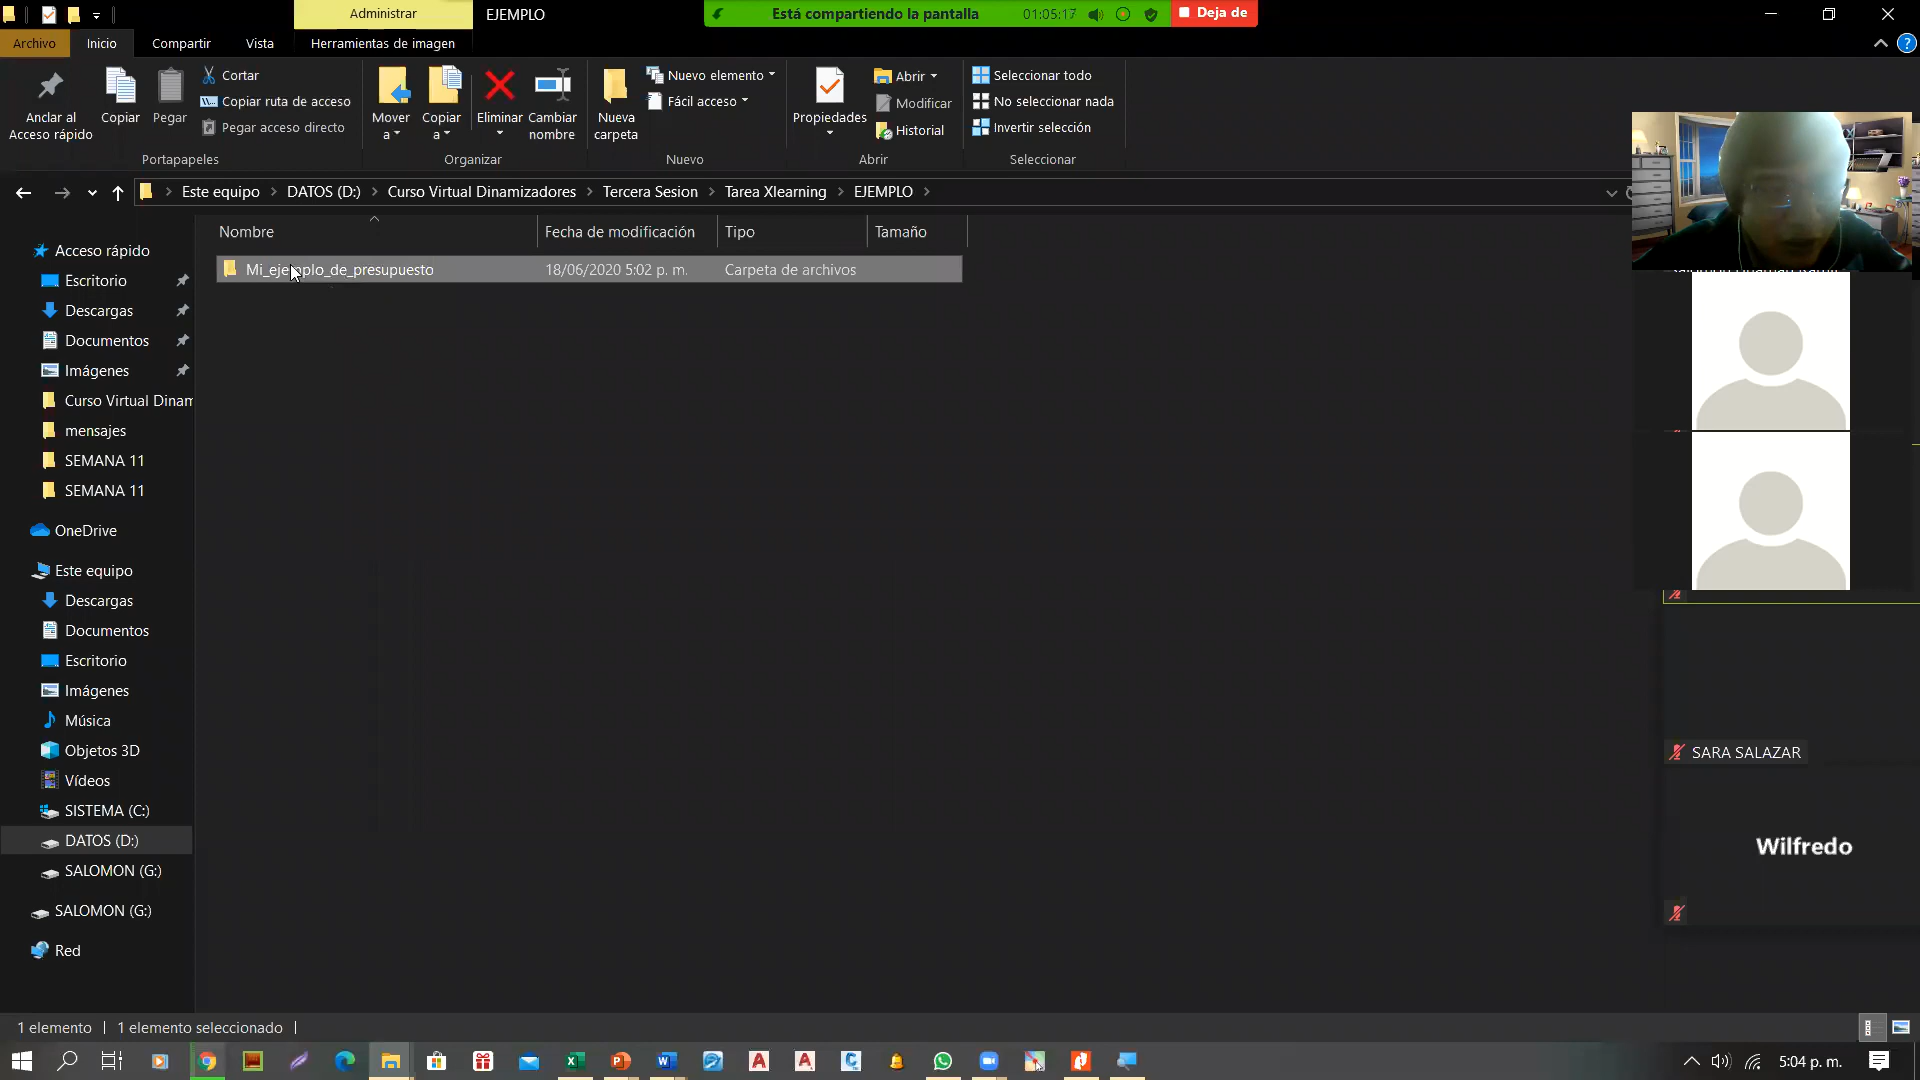 Administrar
EJEMPLO
Está compartiendo la pantalla
01:05:17
Deja de
Archivo
Inicio
Compartir
Vista
Herramientas de imagen
Anclar al
Acceso rápido
Copiar
Pegar
Cortar
Copiar ruta de acceso
Pegar acceso directo
Portapapeles
Mover
a
Copiar
a
Eliminar
Cambiar
nombre
Organizar
Nueva
carpeta
Nuevo elemento
Fácil acceso
Nuevo
Propiedades
Abrir
Modificar
Historial
Abrir
Seleccionar todo
No seleccionar nada
Invertir selección
Seleccionar
Este equipo > DATOS (D:) > Curso Virtual Dinamizadores > Tercera Sesion > Tarea Xlearning > EJEMPLO >
Nombre
Fecha de modificación
Tipo
Tamaño
Mi_ejemplo_de_presupuesto
18/06/2020 5:02 p. m.
Carpeta de archivos
Acceso rápido
Escritorio
Descargas
Documentos
Imágenes
Curso Virtual Dinam
mensajes
SEMANA 11
SEMANA 11
OneDrive
Este equipo
Descargas
Documentos
Escritorio
Imágenes
Música
Objetos 3D
Vídeos
SISTEMA (C:)
DATOS (D:)
SALOMON (G:)
SALOMON (G:)
Red
SARA SALAZAR
Wilfredo
1 elemento
1 elemento seleccionado
5:04 p. m.